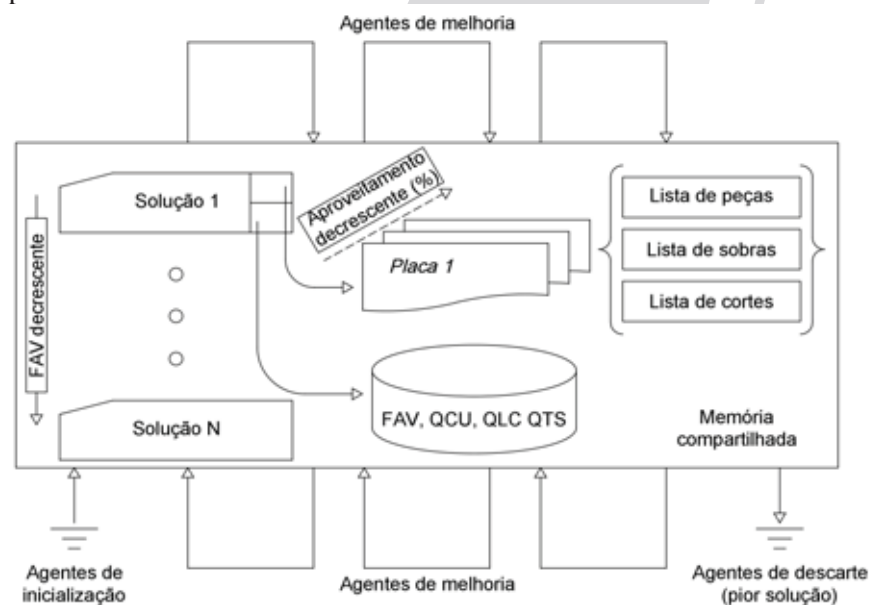 Agentes de melhoria
Solução 1
Aproveitamento
decrescente (%)
Lista de peças
Placa 1
Lista de sobras
Lista de cortes
FAV decrescente
FAV, QCU, QLC QTS
Solução N
Memória
compartilhada
Agentes de
inicialização
Agentes de melhoria
Agentes de descarte
(pior solução)